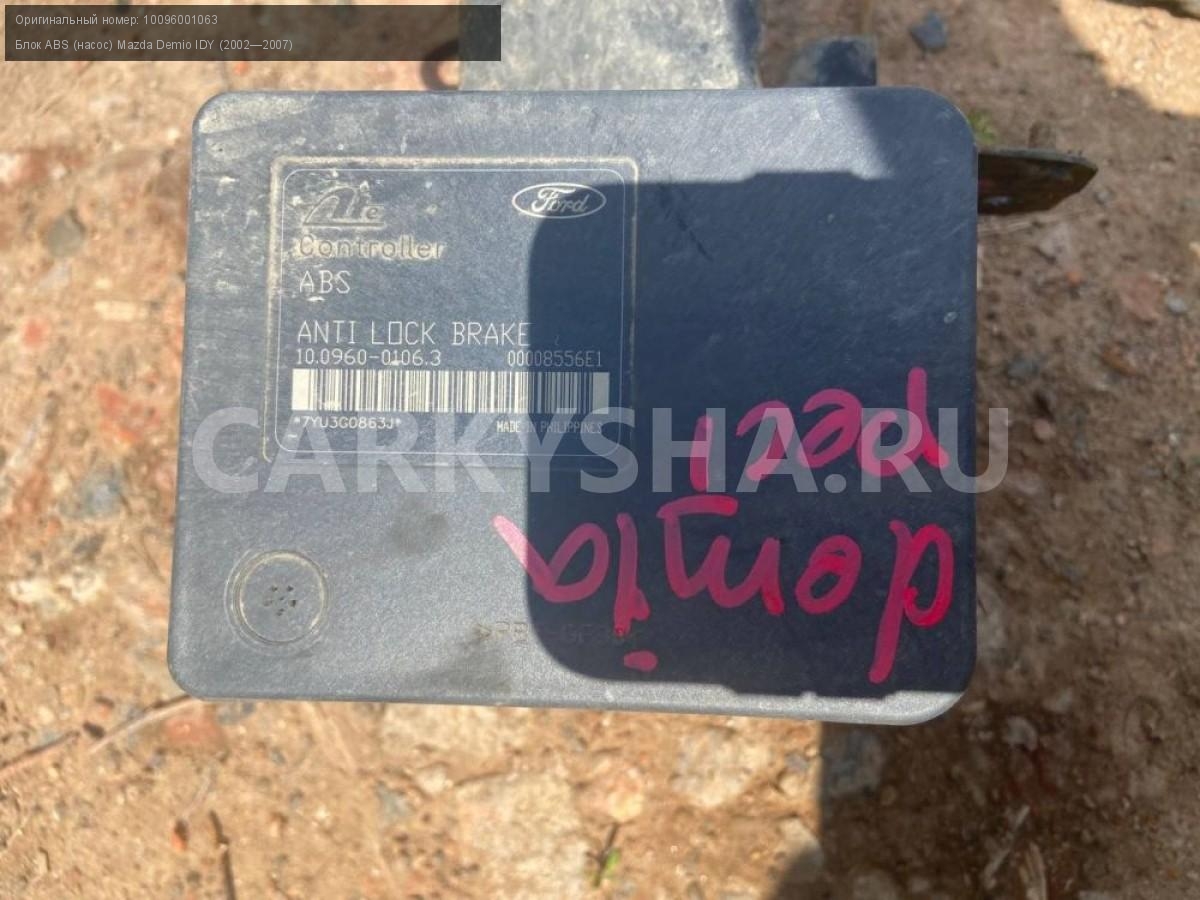 Оригинальный номер: 10096001063
Блок ABS (насос) Mazda Demio IDY (2002—2007)
Ate
Ford
Controller
ABS
ANTI LOCK BRAKE
10.0960-0106.3 00008556E1
*7YU3G0863J*
MADE IN PHILIPPINES
CARKYSHA.RU